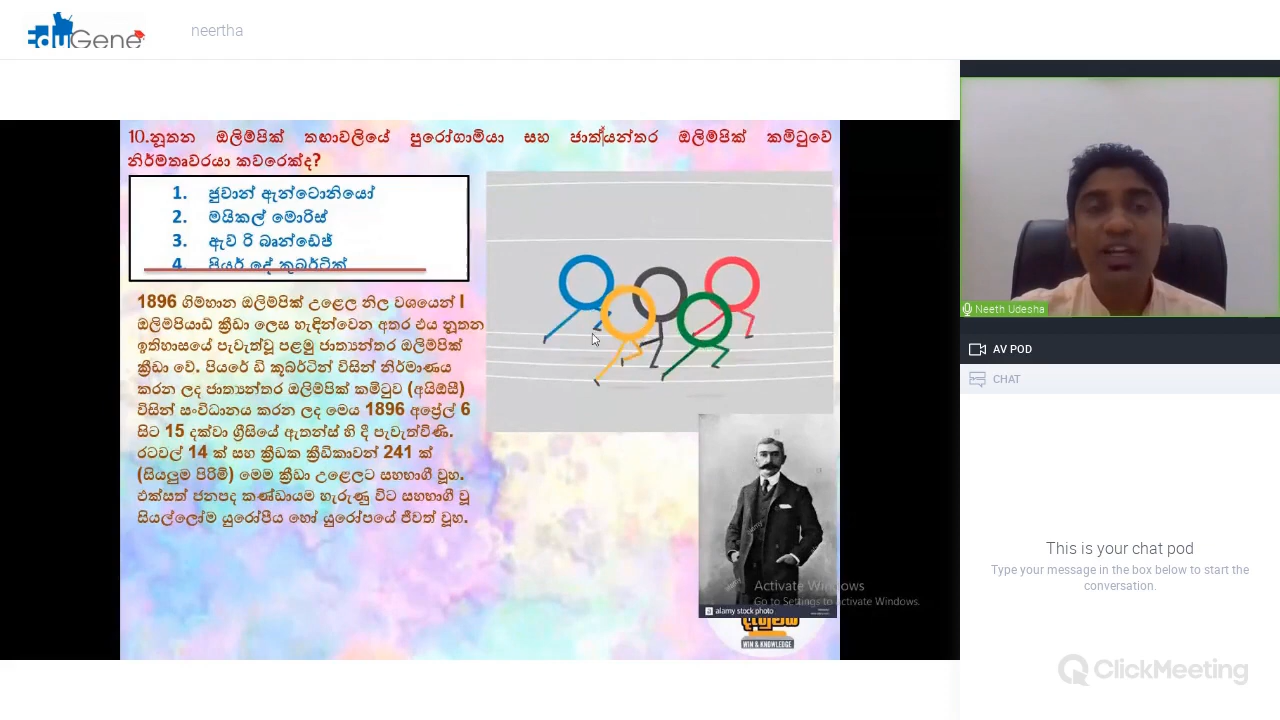 EduGene
neertha
10.නූතන ඔලිම්පික් තඟාවලියේ පුරෝගාමියා සහ ජාත්‍යන්තර ඔලිම්පික් කමිටුවේ
නිර්මතෘවරයා කවරෙක්ද?
1. ජුවාන් ඇන්ටොනියෝ
2. මයිකල් මොරිස්
3. ඇව රි බෲන්ඩේජ්
4. පියර් දේ කුබර්ටික්
1896 ගිම්හාන ඔලිම්පික් උළෙල නිල වශයෙන් I
ඔලිම්පියාඩ් ක්‍රීඩා ලෙස හැඳින්වෙන අතර එය නූතන
ඉතිහාසයේ පැවැත්වූ පළමු ජාත්‍යන්තර ඔලිම්පික්
ක්‍රීඩා වේ. පියරේ ඩි කූබර්ටින් විසින් නිර්මාණය
කරන ලද ජාත්‍යන්තර ඔලිම්පික් කමිටුව (අයිඕසී)
විසින් සංවිධානය කරන ලද මෙය 1896 අප්‍රේල් 6
සිට 15 දක්වා ග්‍රීසියේ ඇතන්ස් හි දී පැවැත්විණි.
රටවල් 14 ක් සහ ක්‍රීඩක ක්‍රීඩිකාවන් 241 ක්
(සියලුම පිරිමි) මෙම ක්‍රීඩා උළෙලට සහභාගී වූහ.
එක්සත් ජනපද කණ්ඩායම හැරුණු විට සහභාගී වූ
සියල්ලෝම යුරෝපීය හෝ යුරෝපයේ ජීවත් වූහ.
alamy stock photo
WIN & KNOWLEDGE
Activate Windows
Go to Settings to activate Windows.
Neeth Udesha
AV POD
CHAT
This is your chat pod
Type your message in the box below to start the
conversation.
ClickMeeting